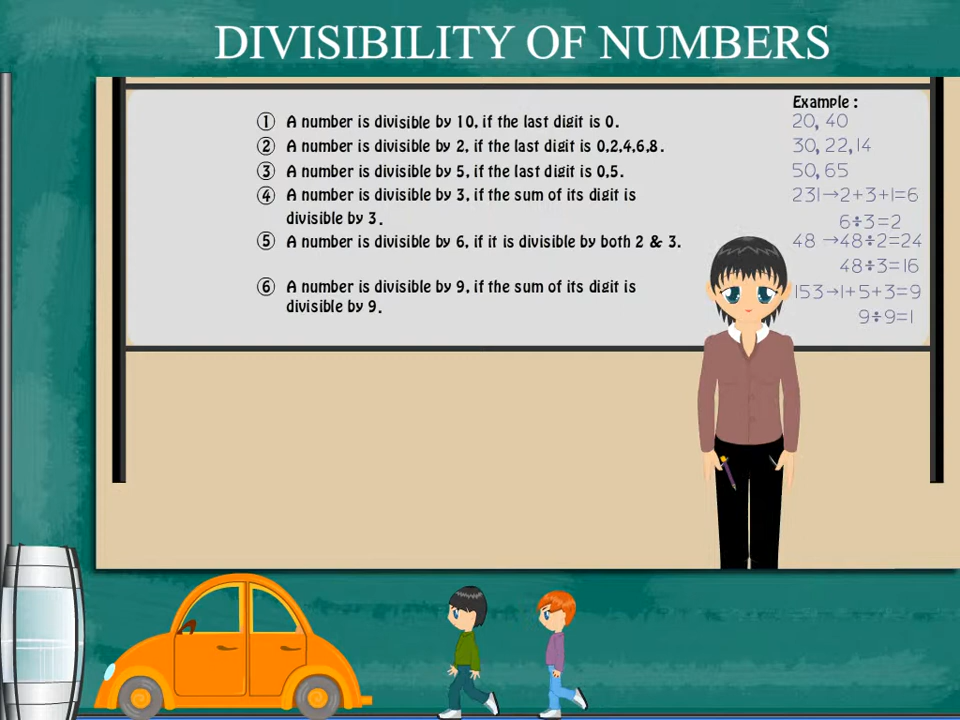 DIVISIBILITY OF NUMBERS
Example :
① A number is divisible by 10, if the last digit is 0.
20, 40
② A number is divisible by 2, if the last digit is 0,2,4,6,8.
30, 22, 14
③ A number is divisible by 5, if the last digit is 0,5.
50, 65
④ A number is divisible by 3, if the sum of its digit is
divisible by 3.
231→2+3+1=6
6÷3=2
⑤ A number is divisible by 6, if it is divisible by both 2 & 3.
48 →48÷2=24
48÷3=16
⑥ A number is divisible by 9, if the sum of its digit is
divisible by 9.
153→1+5+3=9
9÷9=1